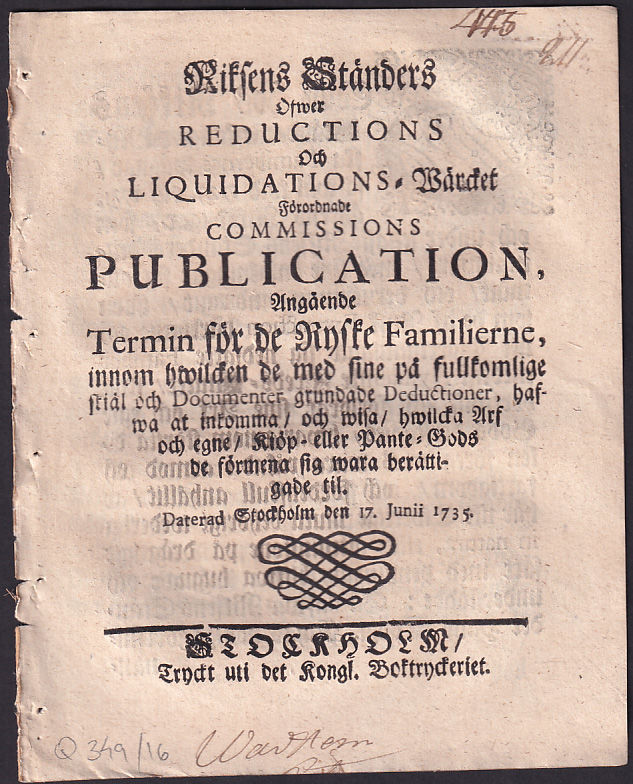 Riksens Ständers
Öfwer
REDUCTIONS
Och
LIQUIDATIONS-Wärcket
Förordnade
COMMISSIONS
PUBLICATION,
Angående
Termin för de Ryske Familierne,
innom hwilcken de med sine på fullkomlige
skiäl och Documenter grundade Deductioner, haf-
wa at inkomma/ och wisa/ hwilcka Arf
och egne/ Kiöp- eller Pante-Gods
de förmena sig wara berätti-
gade til.
Daterad Stockholm den 17. Junii 1735.
STOCKHOLM/
Tryckt uti det Kongl. Boktryckeriet.
Q 349/16